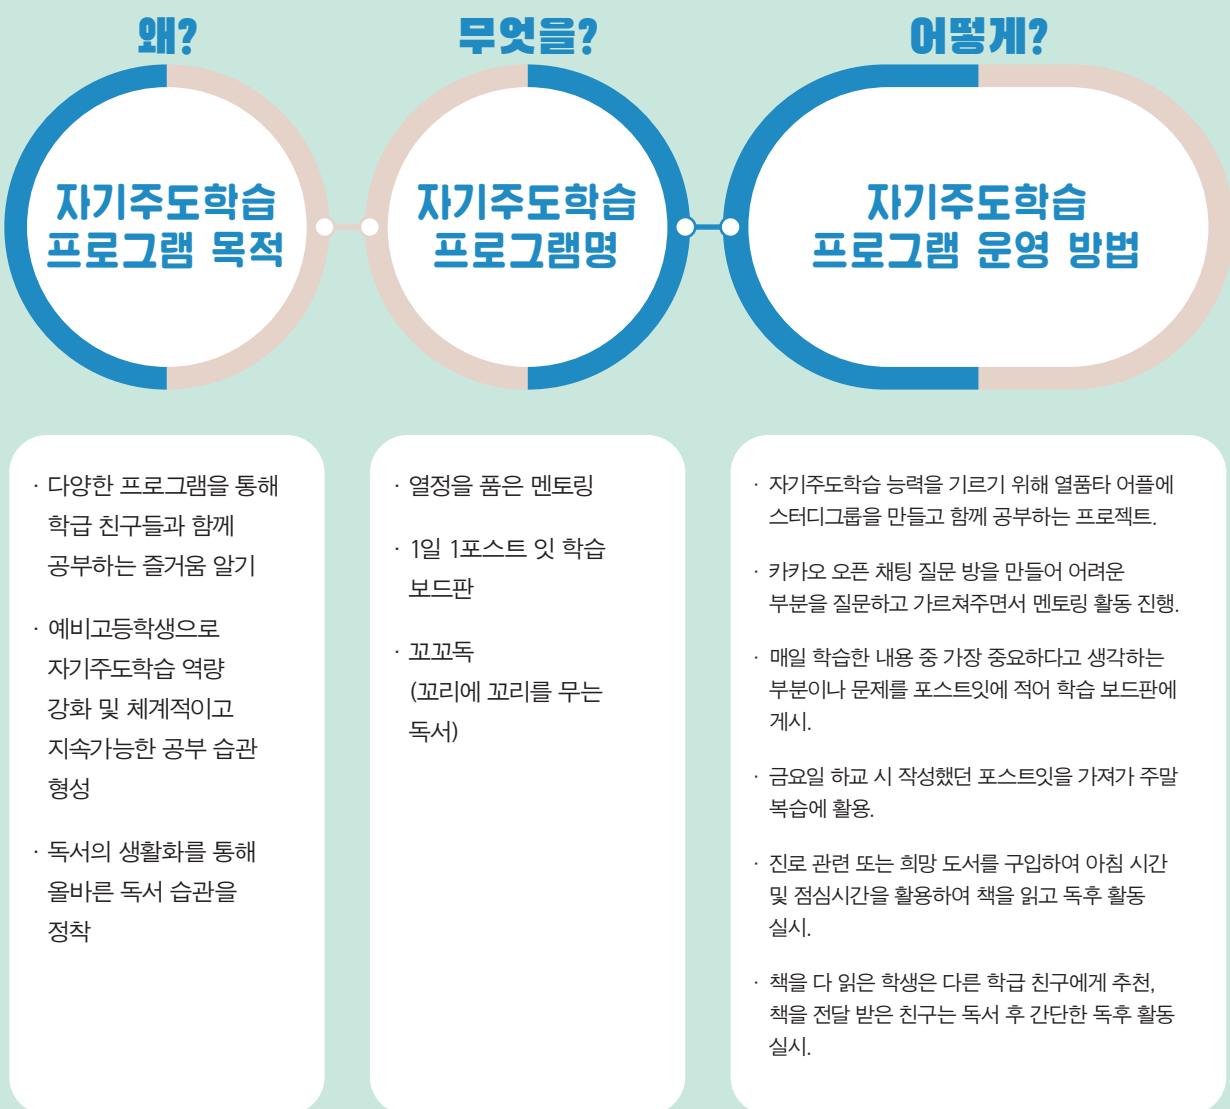 왜?
자기주도학습
프로그램 목적
· 다양한 프로그램을 통해
학급 친구들과 함께
공부하는 즐거움 알기
· 예비고등학생으로
자기주도학습 역량
강화 및 체계적이고
지속가능한 공부 습관
형성
· 독서의 생활화를 통해
올바른 독서 습관을
정착
무엇을?
자기주도학습
프로그램명
· 열정을 품은 멘토링
· 1일 1포스트 잇 학습
보드판
· 꼬꼬독
(꼬리에 꼬리를 무는
독서)
어떻게?
자기주도학습
프로그램 운영 방법
· 자기주도학습 능력을 기르기 위해 열품타 어플에
스터디그룹을 만들고 함께 공부하는 프로젝트.
· 카카오 오픈 채팅 질문 방을 만들어 어려운
부분을 질문하고 가르쳐주면서 멘토링 활동 진행.
· 매일 학습한 내용 중 가장 중요하다고 생각하는
부분이나 문제를 포스트잇에 적어 학습 보드판에
게시.
· 금요일 하교 시 작성했던 포스트잇을 가져가 주말
복습에 활용.
· 진로 관련 또는 희망 도서를 구입하여 아침 시간
및 점심시간을 활용하여 책을 읽고 독후 활동
실시.
· 책을 다 읽은 학생은 다른 학급 친구에게 추천,
책을 전달 받은 친구는 독서 후 간단한 독후 활동
실시.